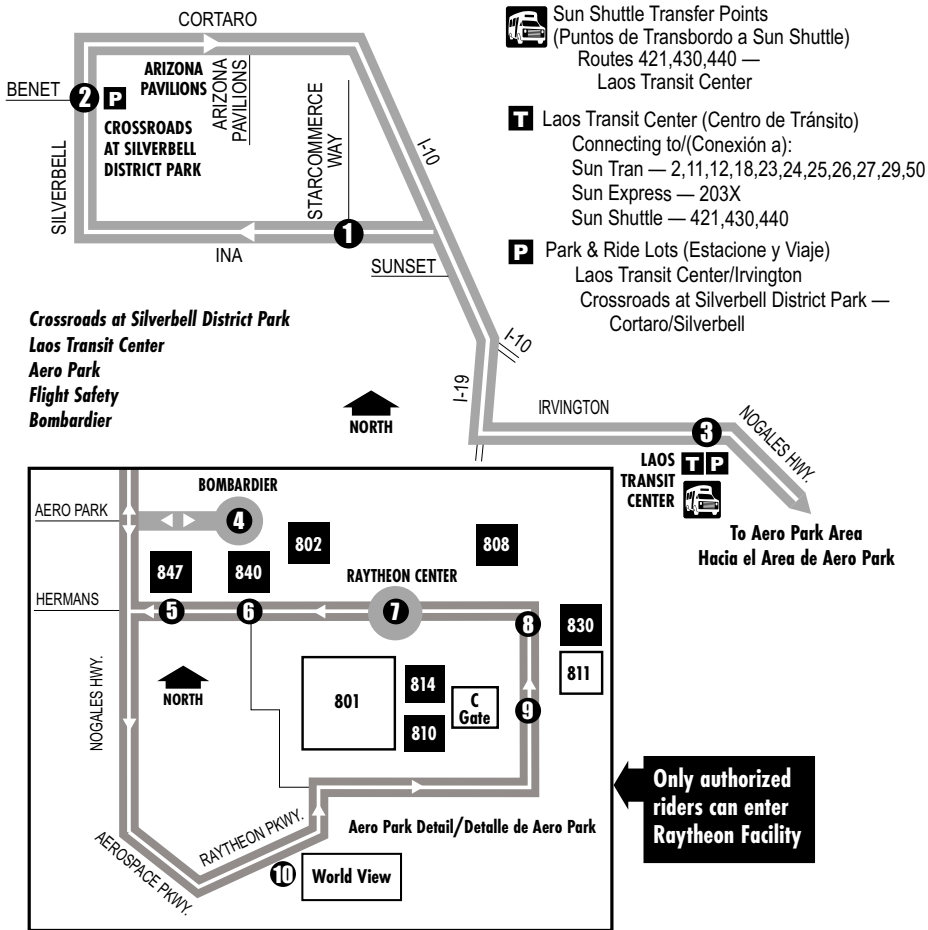 CORTARO
ARIZONA
PAVILIONS
ARIZONA
PAVILIONS
BENET
2 P
CROSSROADS
AT SILVERBELL
DISTRICT PARK
SILVERBELL
STARCOMMERCE
WAY
I-10
1
INA
SUNSET
Sun Shuttle Transfer Points
(Puntos de Transbordo a Sun Shuttle)
Routes 421,430,440 —
Laos Transit Center
T Laos Transit Center (Centro de Tránsito)
Connecting to/(Conexión a):
Sun Tran — 2,11,12,18,23,24,25,26,27,29,50
Sun Express — 203X
Sun Shuttle — 421,430,440
P Park & Ride Lots (Estacione y Viaje)
Laos Transit Center/Irvington
Crossroads at Silverbell District Park —
Cortaro/Silverbell
Crossroads at Silverbell District Park
Laos Transit Center
Aero Park
Flight Safety
Bombardier
NORTH
I-10
I-19
IRVINGTON
3
NOGALES HWY.
LAOS
TRANSIT
CENTER
T P
To Aero Park Area
Hacia el Area de Aero Park
BOMBARDIER
AERO PARK
4
802
808
847
840
RAYTHEON CENTER
HERMANS
5
6
7
8
830
811
NORTH
NOGALES HWY.
801
814
810
C
Gate
9
RAYTHEON PKWY.
AEROSPACE PKWY.
Aero Park Detail/Detalle de Aero Park
10
World View
Only authorized
riders can enter
Raytheon Facility